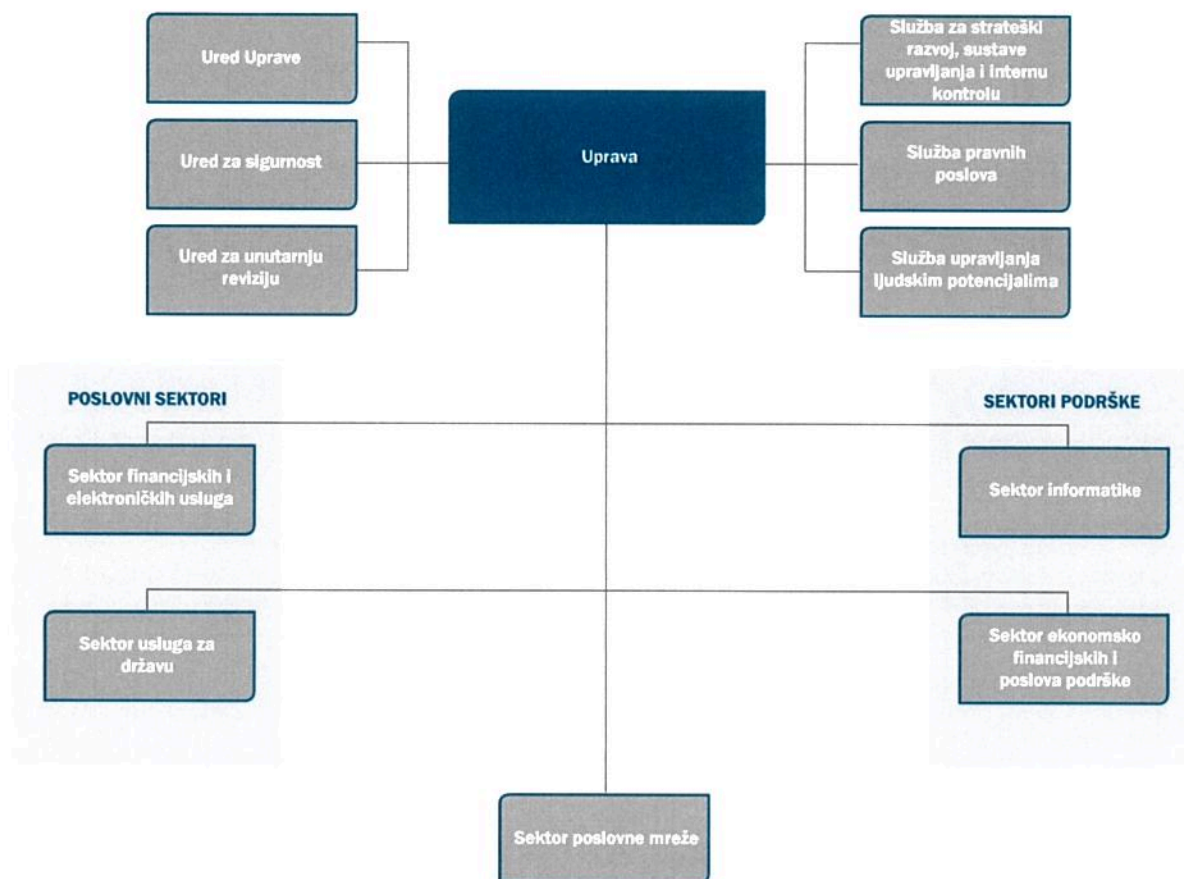 Ured Uprave
Ured za sigurnost
Ured za unutarnju
reviziju
Uprava
Služba za strateški
razvoj, sustave
upravljanja i internu
kontrolu
Služba pravnih
poslova
Služba upravljanja
ljudskim potencijalima
POSLOVNI SEKTORI
Sektor financijskih i
elektroničkih usluga
Sektor usluga za
državu
SEKTORI PODRŠKE
Sektor informatike
Sektor ekonomsko
financijskih i
poslova podrške
Sektor poslovne mreže